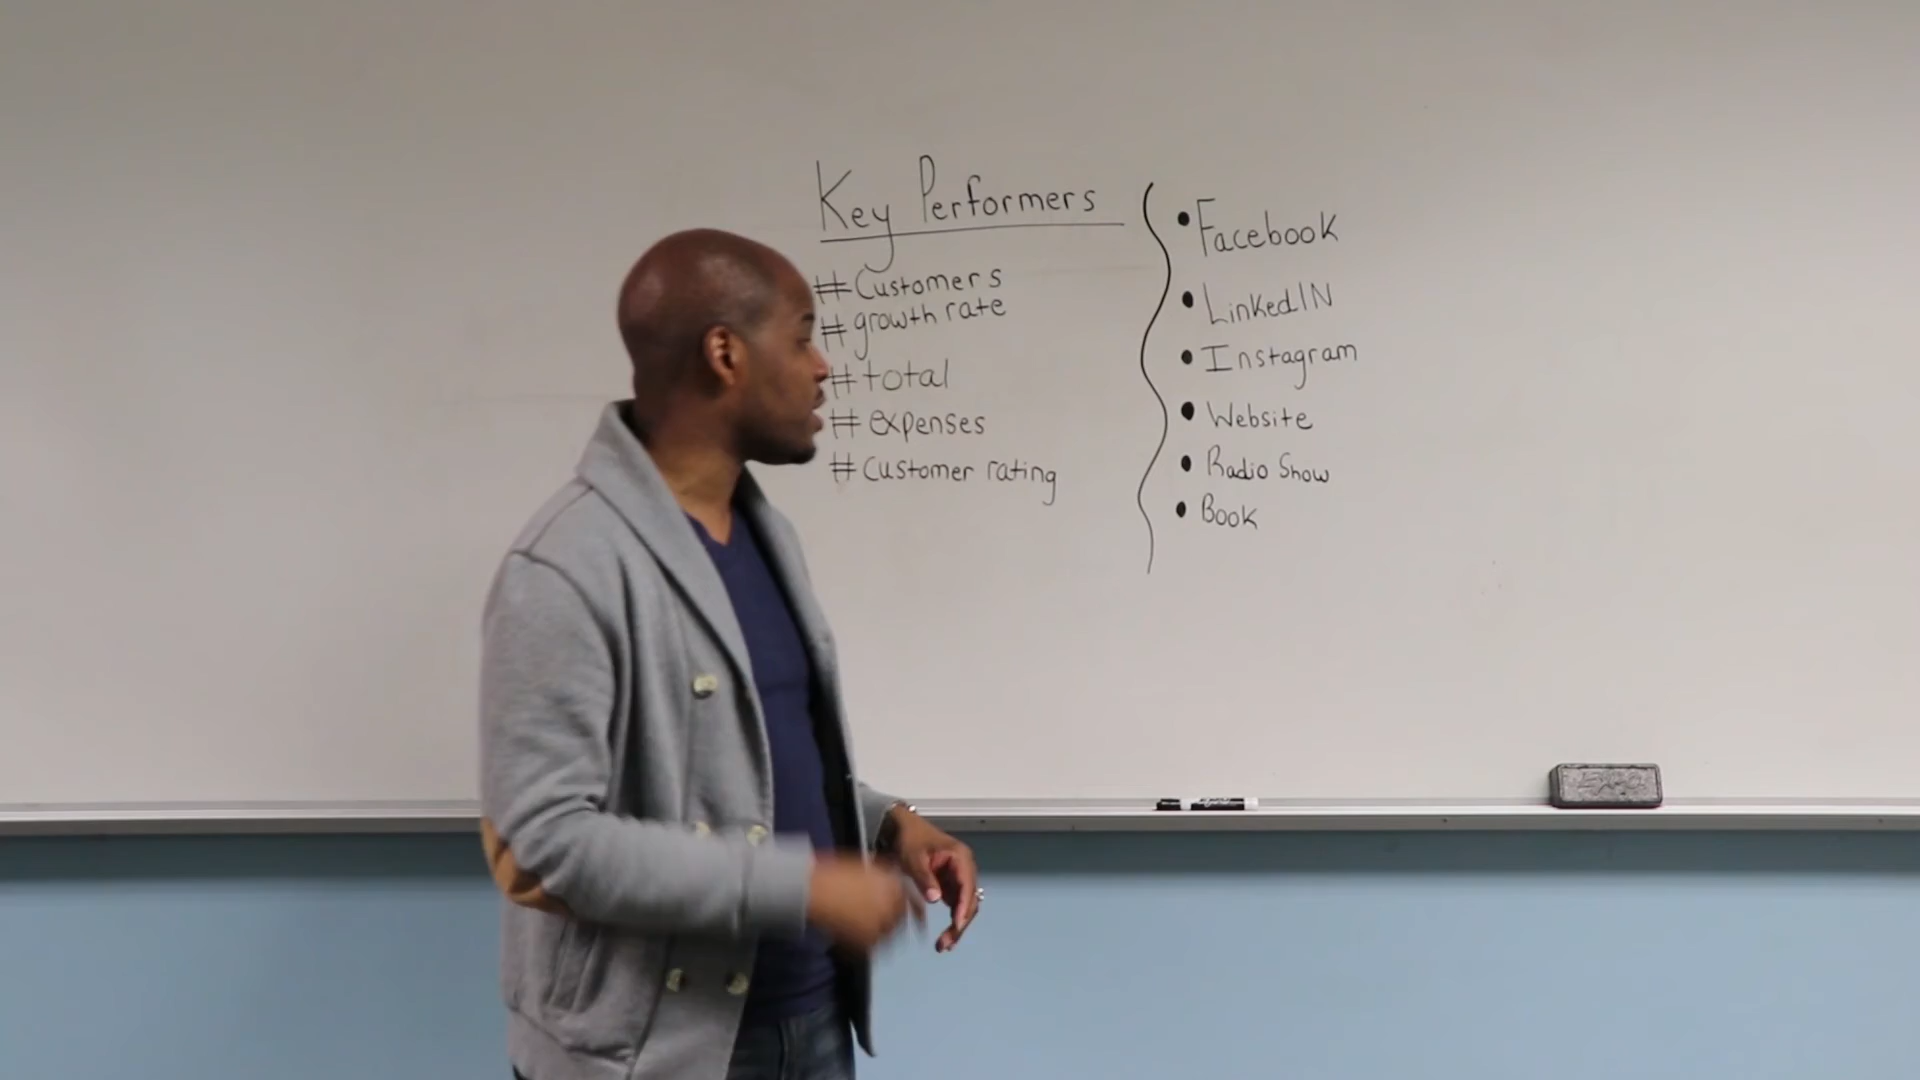 Key Performers
#Customers
#growth rate
#total
#expenses
#Customer rating
•Facebook
•LinkedIN
•Instagram
•Website
•Radio Show
•Book